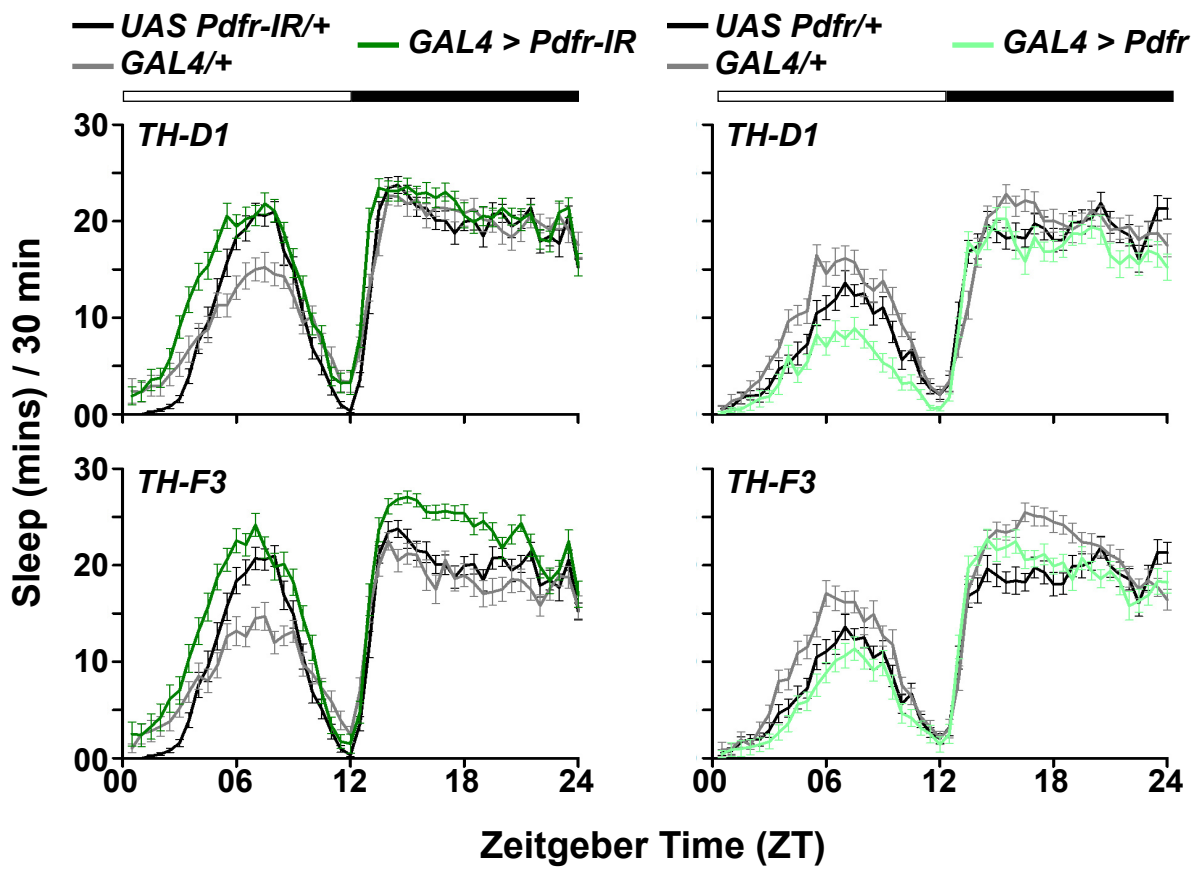 UAS Pdfr-IR/+
GAL4/+
GAL4 > Pdfr-IR
UAS Pdfr/+
GAL4/+
GAL4 > Pdfr
30
20
10
00
TH-D1
TH-D1
Sleep (mins) / 30 min
30
20
10
00
TH-F3
TH-F3
00 06 12 18 24
00 06 12 18 24
Zeitgeber Time (ZT)